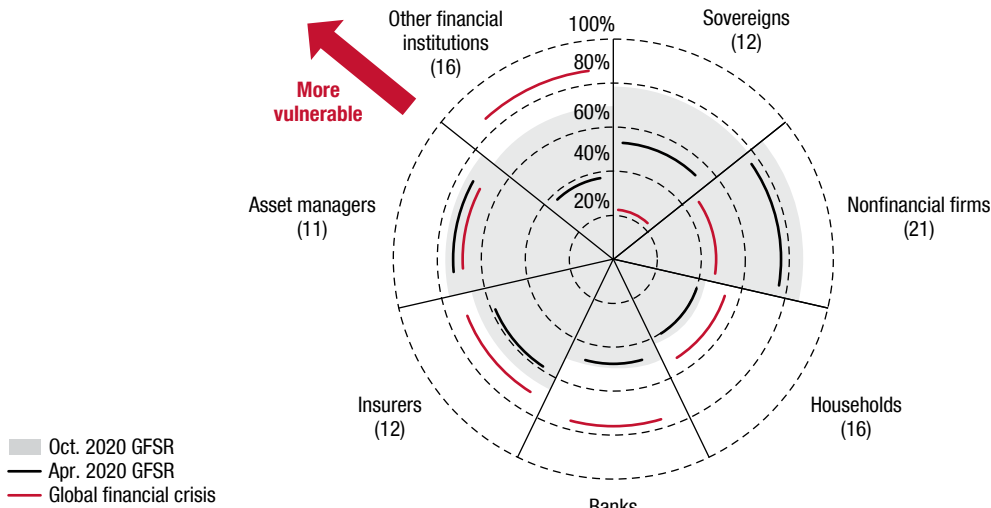 Other financial
institutions
(16)
100%
Sovereigns
(12)
80%
More
vulnerable
60%
40%
20%
Asset managers
(11)
Nonfinancial firms
(21)
Insurers
(12)
Households
(16)
Banks
Oct. 2020 GFSR
Apr. 2020 GFSR
Global financial crisis